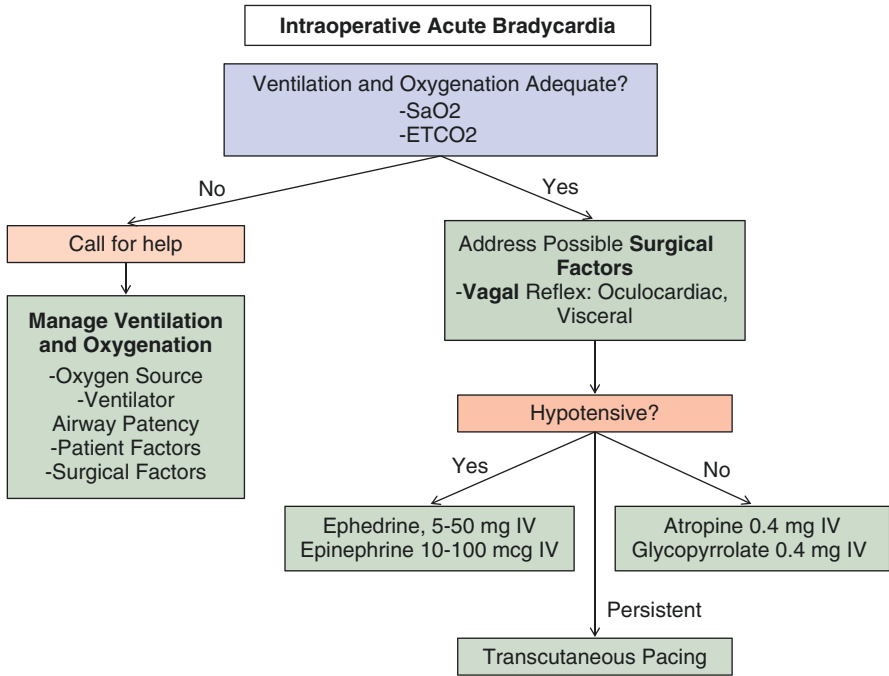 Intraoperative Acute Bradycardia
Ventilation and Oxygenation Adequate?
-SaO2
-ETCO2
No
Yes
Call for help
Manage Ventilation
and Oxygenation
-Oxygen Source
-Ventilator
Airway Patency
-Patient Factors
-Surgical Factors
Address Possible Surgical
Factors
-Vagal Reflex: Oculocardiac,
Visceral
Hypotensive?
Yes
No
Ephedrine, 5-50 mg IV
Epinephrine 10-100 mcg IV
Atropine 0.4 mg IV
Glycopyrrolate 0.4 mg IV
Persistent
Transcutaneous Pacing